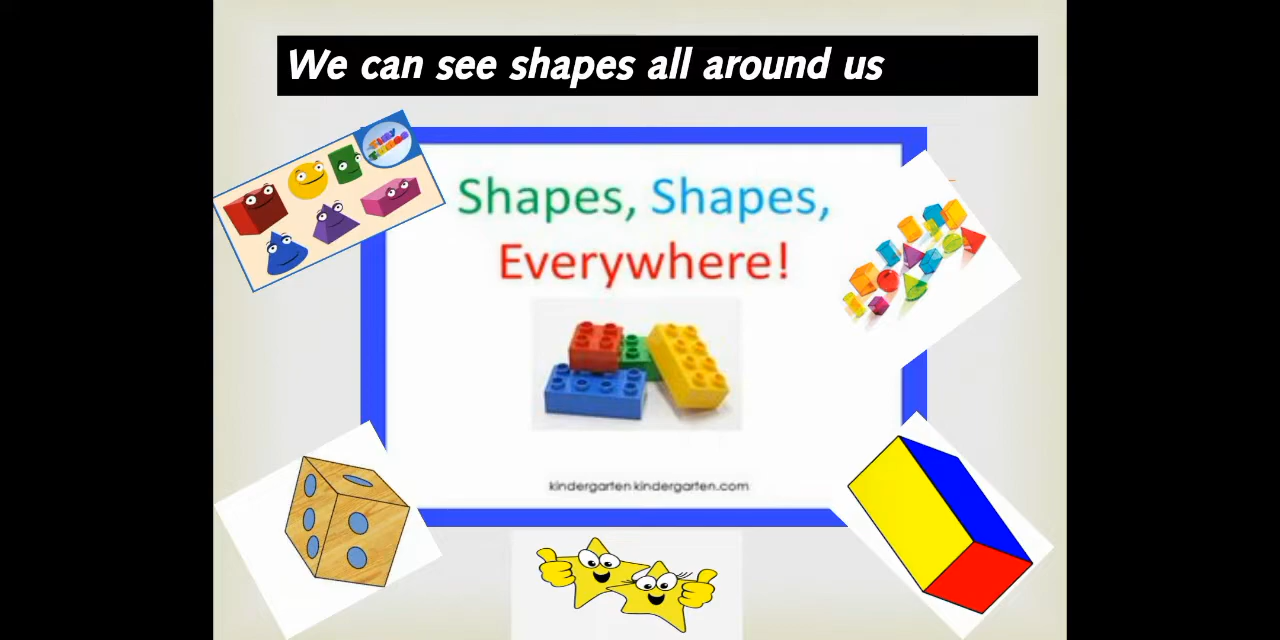 We can see shapes all around us
Shapes, Shapes,
Everywhere!
kindergarten kindergarten.com